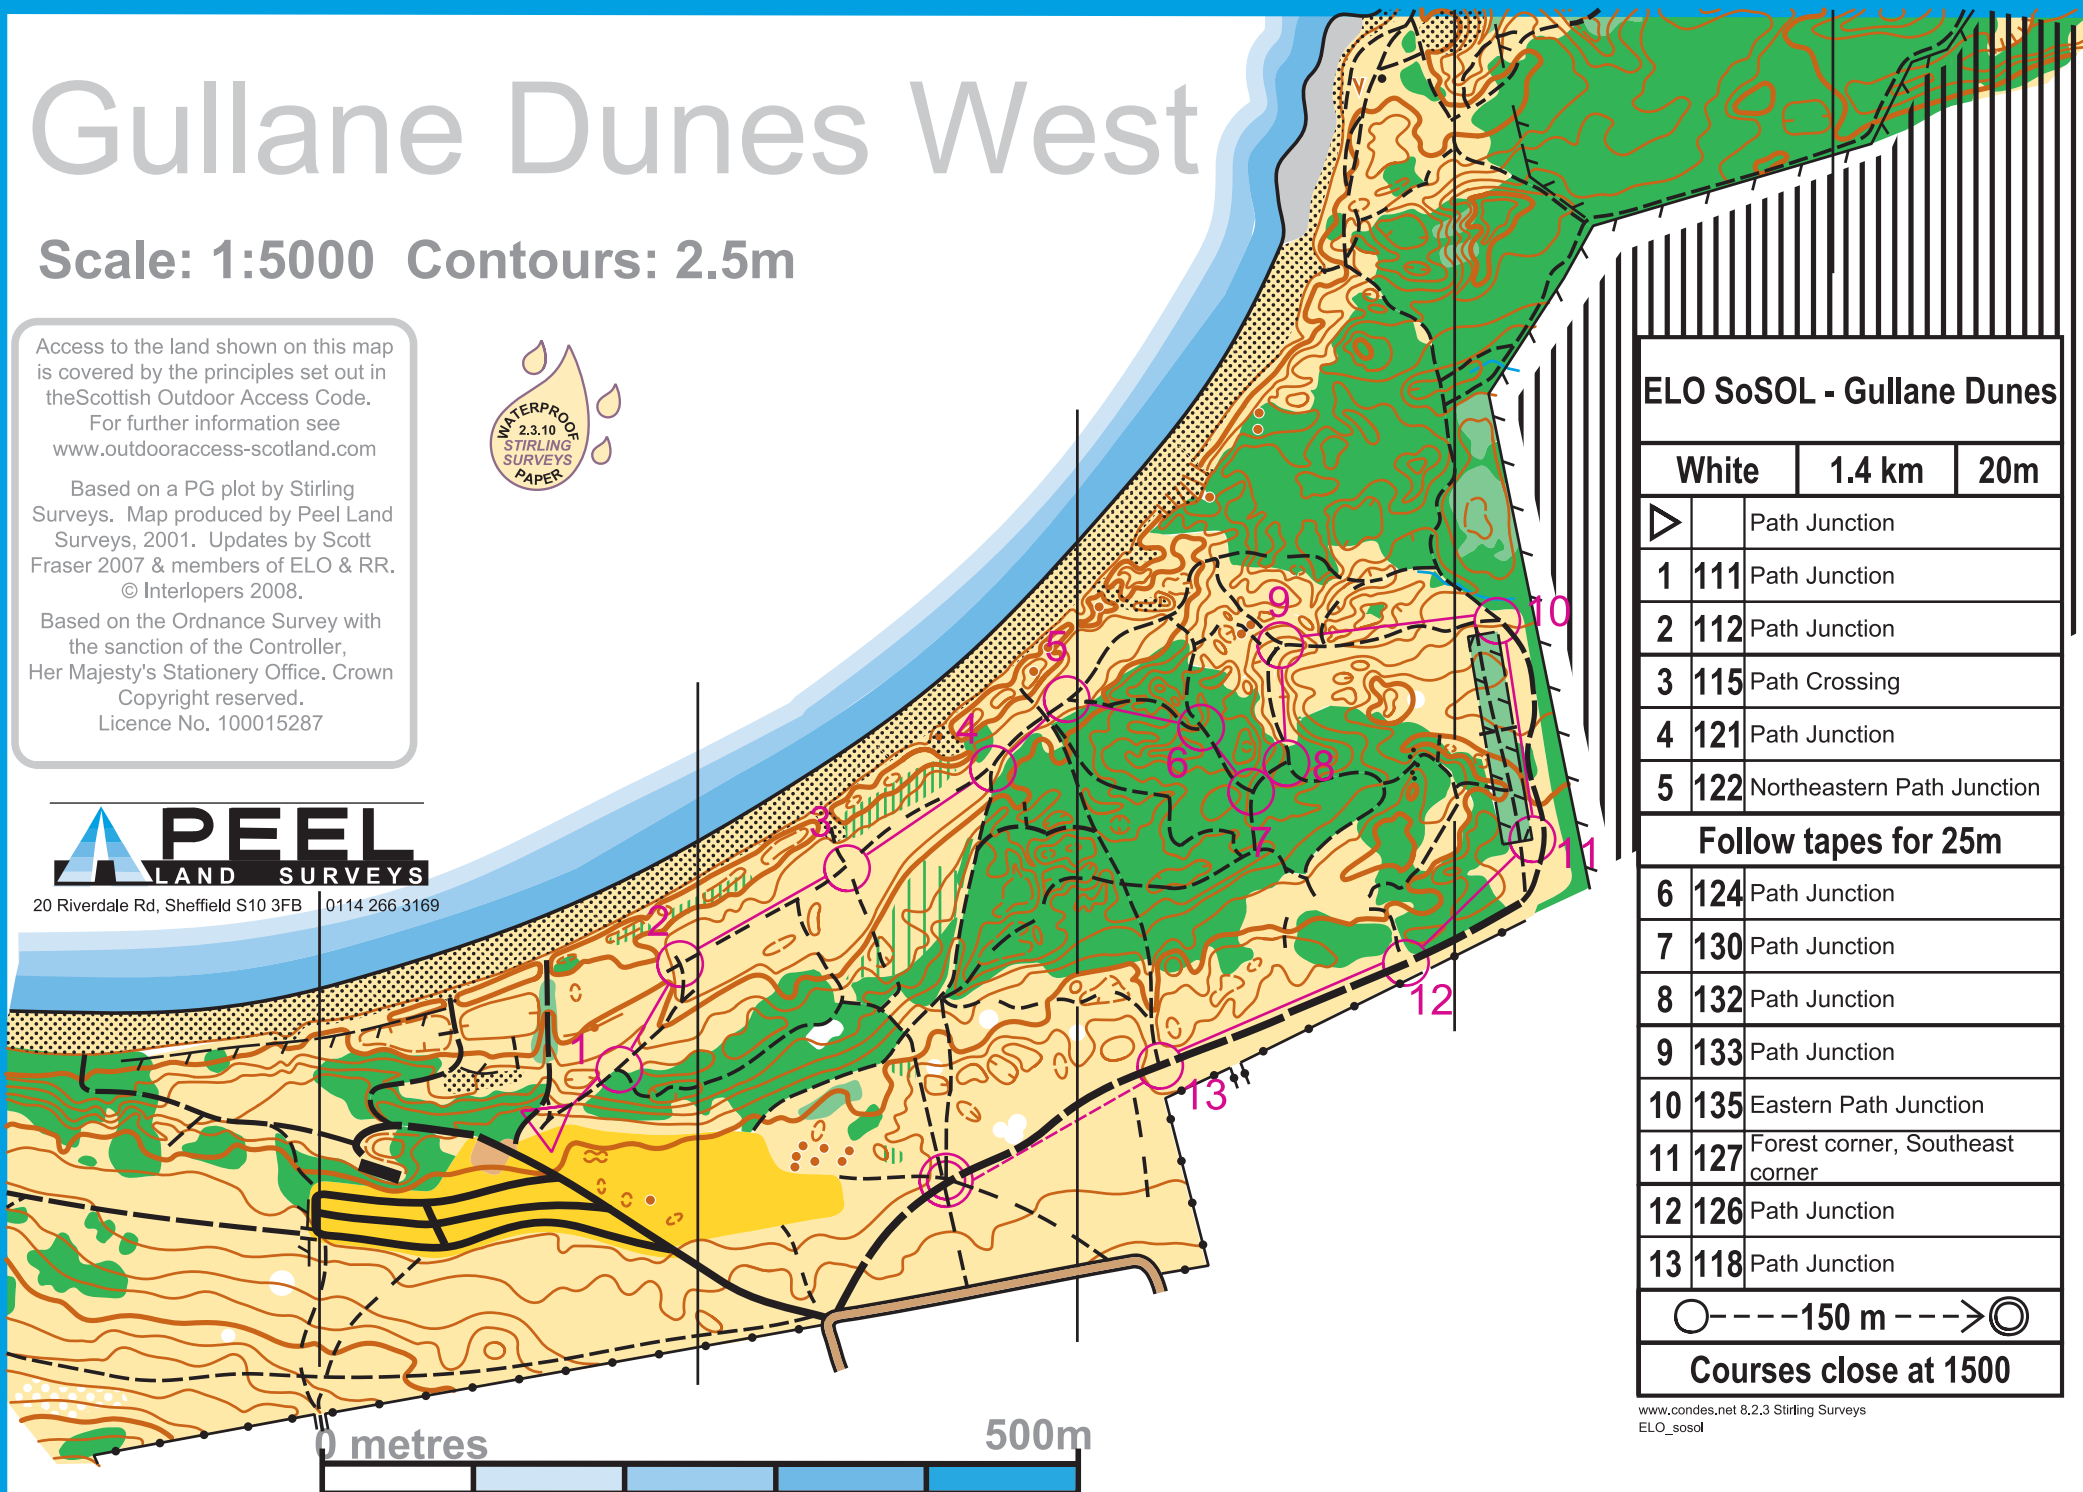 Gullane Dunes West
Scale: 1:5000 Contours: 2.5m
Access to the land shown on this map
is covered by the principles set out in
theScottish Outdoor Access Code.
For further information see
www.outdooraccess-scotland.com
Based on a PG plot by Stirling
Surveys. Map produced by Peel Land
Surveys, 2001. Updates by Scott
Fraser 2007 & members of ELO & RR.
© Interlopers 2008.
Based on the Ordnance Survey with
the sanction of the Controller,
Her Majesty's Stationery Office. Crown
Copyright reserved.
Licence No. 100015287
WATERPROOF
2.3.10
STIRLING
SURVEYS
PAPER
PEEL
LAND SURVEYS
20 Riverdale Rd, Sheffield S10 3FB 0114 266 3169
1
2
3
4
5
6
7
8
9
10
11
12
13
0 metres
500m
ELO SoSOL - Gullane Dunes
White 1.4 km 20m
Path Junction
1 111 Path Junction
2 112 Path Junction
3 115 Path Crossing
4 121 Path Junction
5 122 Northeastern Path Junction
Follow tapes for 25m
6 124 Path Junction
7 130 Path Junction
8 132 Path Junction
9 133 Path Junction
10 135 Eastern Path Junction
11 127 Forest corner, Southeast
corner
12 126 Path Junction
13 118 Path Junction
150 m
Courses close at 1500
www.condes.net 8.2.3 Stirling Surveys
ELO_sosol